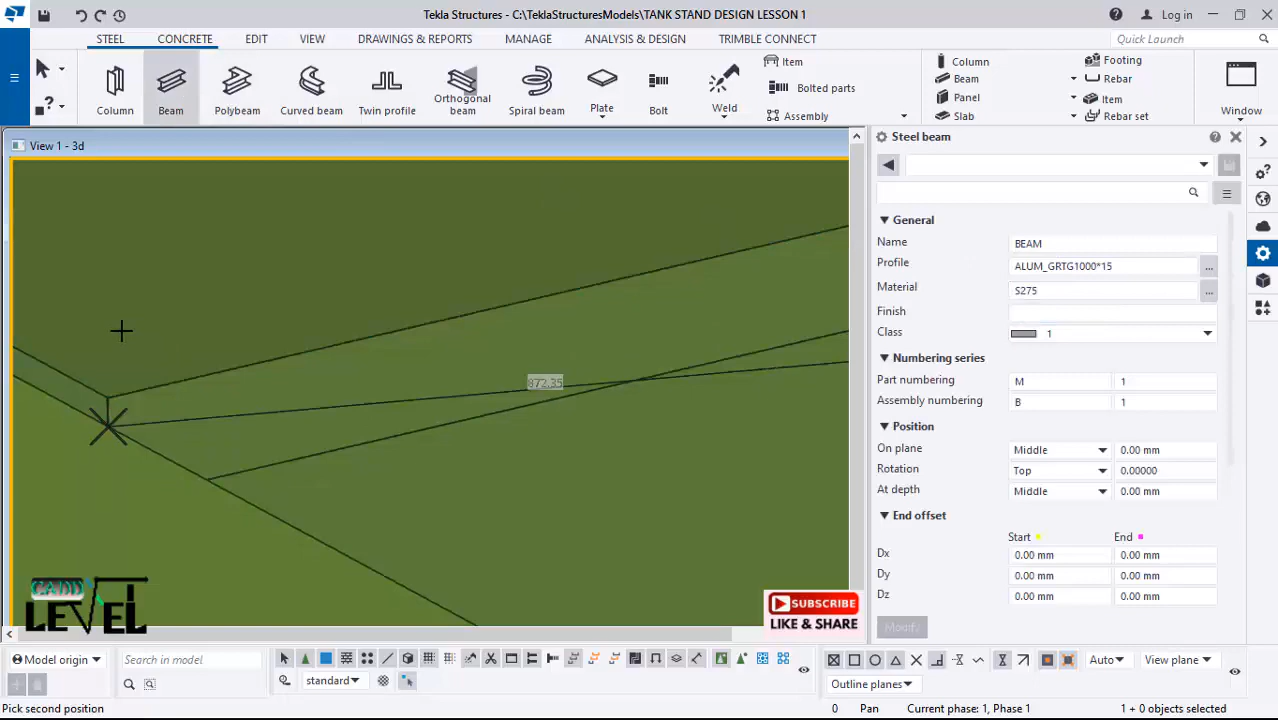 Tekla Structures - C:\TeklaStructuresModels\TANK STAND DESIGN LESSON 1
Log in
STEEL CONCRETE EDIT VIEW DRAWINGS & REPORTS MANAGE ANALYSIS & DESIGN TRIMBLE CONNECT
Quick Launch
Column Beam Polybeam Curved beam Twin profile Orthogonal beam Spiral beam Plate Bolt Weld
Item
Bolted parts
Assembly
Column Footing
Beam Rebar
Panel Item
Slab Rebar set
Window
View 1 - 3d
Steel beam
General
Name BEAM
Profile ALUM_GRTG1000*15 ...
Material S275 ...
Finish
Class 1
Numbering series
Part numbering M 1
Assembly numbering B 1
Position
On plane Middle 0.00 mm
Rotation Top 0.00000
At depth Middle 0.00 mm
End offset
Start End
Dx 0.00 mm 0.00 mm
Dy 0.00 mm 0.00 mm
Dz 0.00 mm 0.00 mm
Modify
872.35
CADD
LEVEL
SUBSCRIBE
LIKE & SHARE
Model origin Search in model
standard
Auto View plane
Outline planes
Pick second position 0 Pan Current phase: 1, Phase 1 1 + 0 objects selected